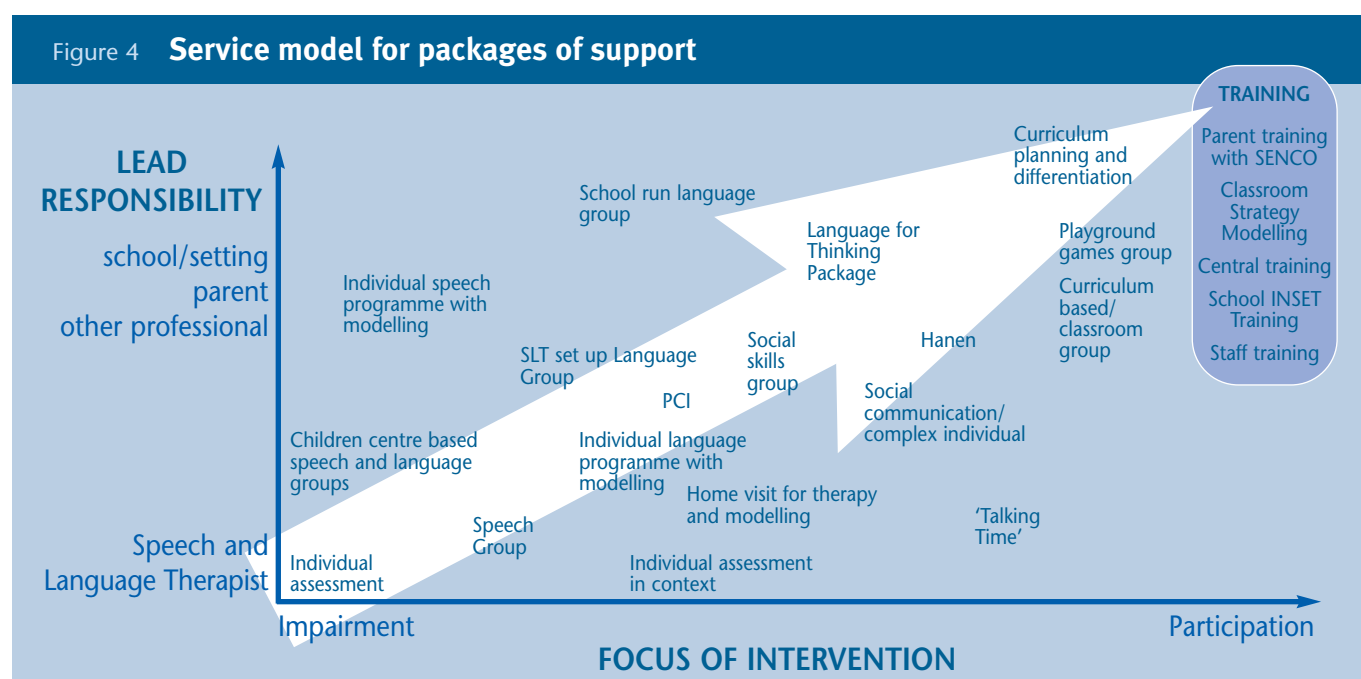 Figure 4 Service model for packages of support
LEAD
RESPONSIBILITY
school/setting
parent
other professional
Speech and
Language Therapist
Curriculum
planning and
differentiation
School run language
group
Language for
Thinking
Package
Playground
games group
Individual speech
programme with
modelling
Curriculum
based/
classroom
group
SLT set up Language
Group
Social
skills
group
Hanen
PCI
Social
communication/
complex individual
Children centre based
speech and language
groups
Individual language
programme with
modelling
Home visit for therapy
and modelling
Speech
Group
'Talking
Time'
Individual
assessment
Individual assessment
in context
TRAINING
Parent training
with SENCO
Classroom
Strategy
Modelling
Central training
School INSET
Training
Staff training
Impairment
Participation
FOCUS OF INTERVENTION